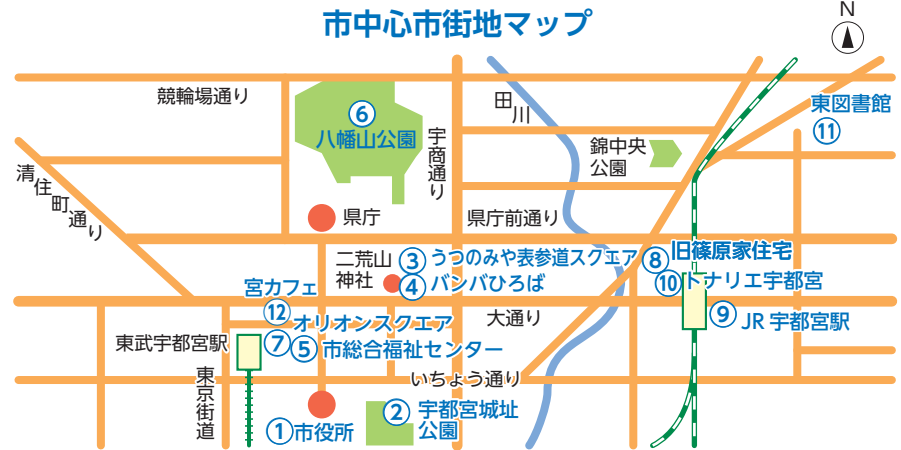 市中心市街地マップ
N
競輪場通り
田川
東図書館
⑪
⑥
八幡山公園
宇商通り
錦中央
公園
清住町通り
県庁
県庁前通り
二荒山
神社
③ うつのみや表参道スクエア
④ バンバひろば
⑧ 旧篠原家住宅
⑩ トナリエ宇都宮
宮カフェ
⑫
オリオンスクエア
大通り
⑨ JR宇都宮駅
東武宇都宮駅
⑦ ⑤ 市総合福祉センター
東京街道
いちょう通り
① 市役所
② 宇都宮城址
公園